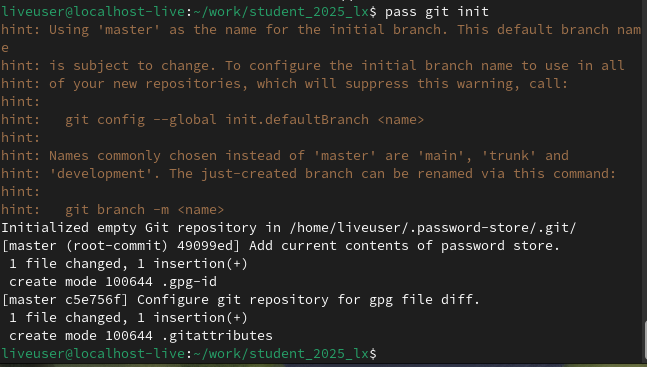 liveuser@localhost-live:~/work/student_2025_lx$ pass git init
hint: Using 'master' as the name for the initial branch. This default branch nam
e
hint: is subject to change. To configure the initial branch name to use in all
hint: of your new repositories, which will suppress this warning, call:
hint:
hint:   git config --global init.defaultBranch <name>
hint:
hint: Names commonly chosen instead of 'master' are 'main', 'trunk' and
hint: 'development'. The just-created branch can be renamed via this command:
hint:
hint:   git branch -m <name>
Initialized empty Git repository in /home/liveuser/.password-store/.git/
[master (root-commit) 49099ed] Add current contents of password store.
 1 file changed, 1 insertion(+)
 create mode 100644 .gpg-id
[master c5e756f] Configure git repository for gpg file diff.
 1 file changed, 1 insertion(+)
 create mode 100644 .gitattributes
liveuser@localhost-live:~/work/student_2025_lx$